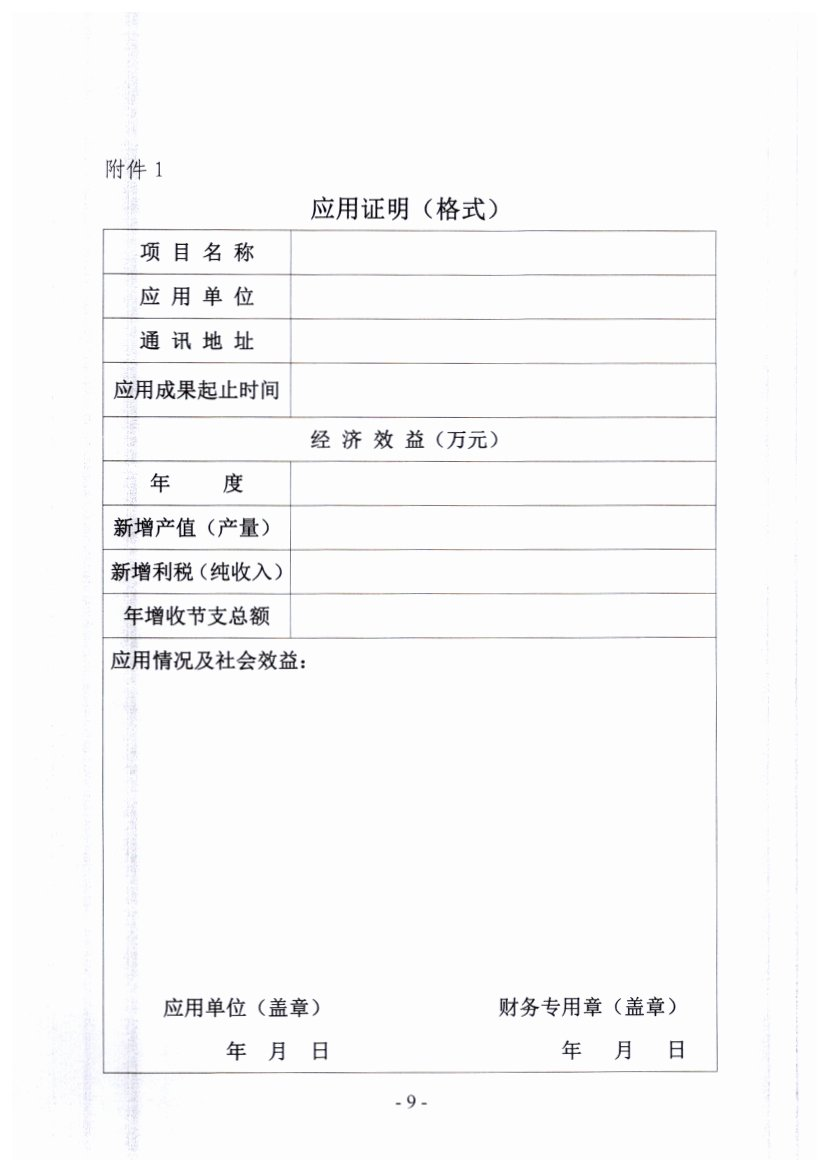 附件 1
应用证明（格式）
项 目 名 称
应 用 单 位
通 讯 地 址
应用成果起止时间
经 济 效 益（万元）
年 度
新增产值（产量）
新增利税（纯收入）
年增收节支总额
应用情况及社会效益：
应用单位（盖章） 财务专用章（盖章）
年 月 日 年 月 日
- 9 -